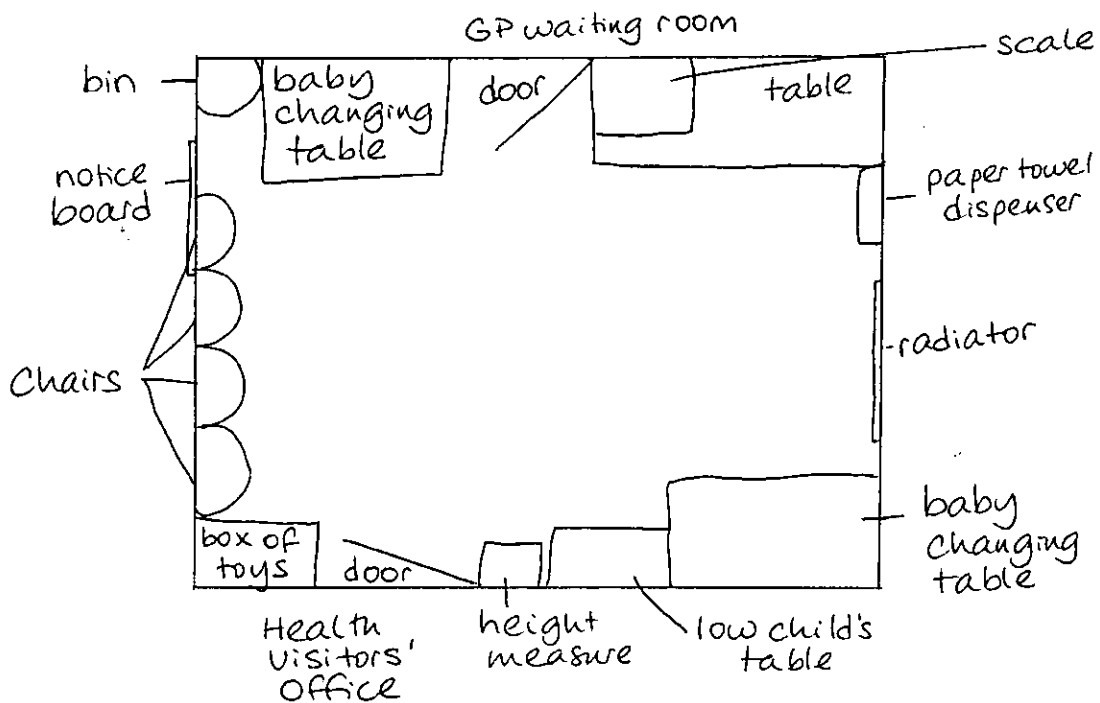 GP waiting room
bin
baby
changing
table
door
scale
table
notice
board
paper towel
dispenser
Chairs
radiator
box of
toys
door
baby
changing
table
Health
visitors'
office
height
measure
low child's
table